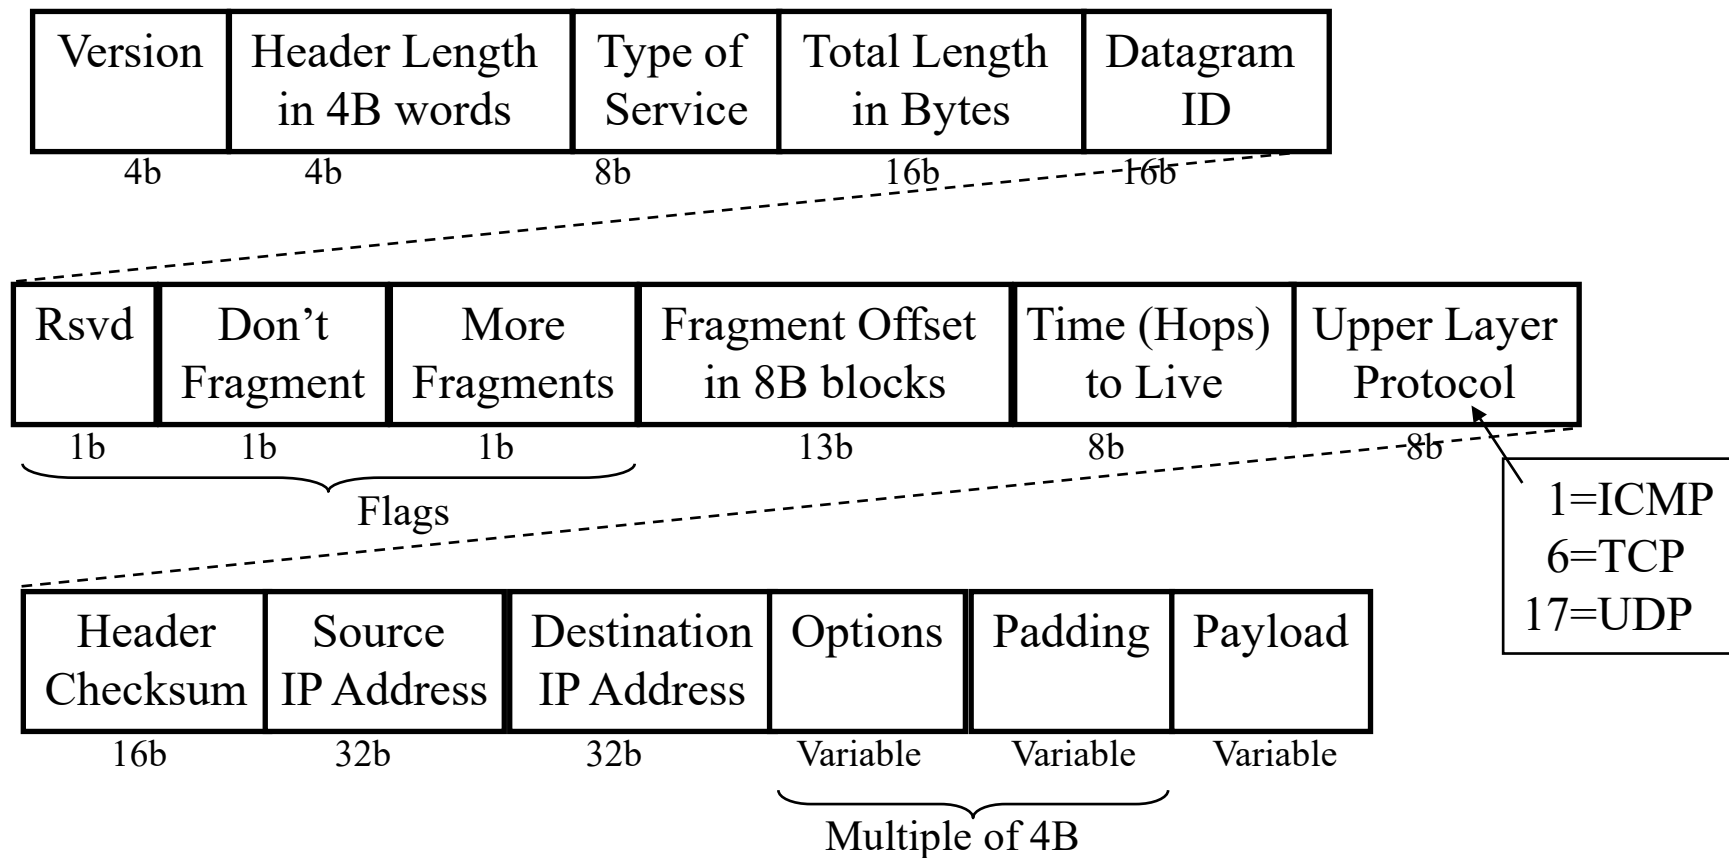 Version Header Length Type of Total Length Datagram
in 4B words Service in Bytes ID
4b 4b 8b 16b 16b
Rsvd Don’t More Fragment Offset Time (Hops) Upper Layer
Fragment Fragments in 8B blocks to Live Protocol
1b 1b 1b 13b 8b 8b
Flags
1=ICMP
6=TCP
17=UDP
Header Source Destination Options Padding Payload
Checksum IP Address IP Address
16b 32b 32b Variable Variable Variable
Multiple of 4B